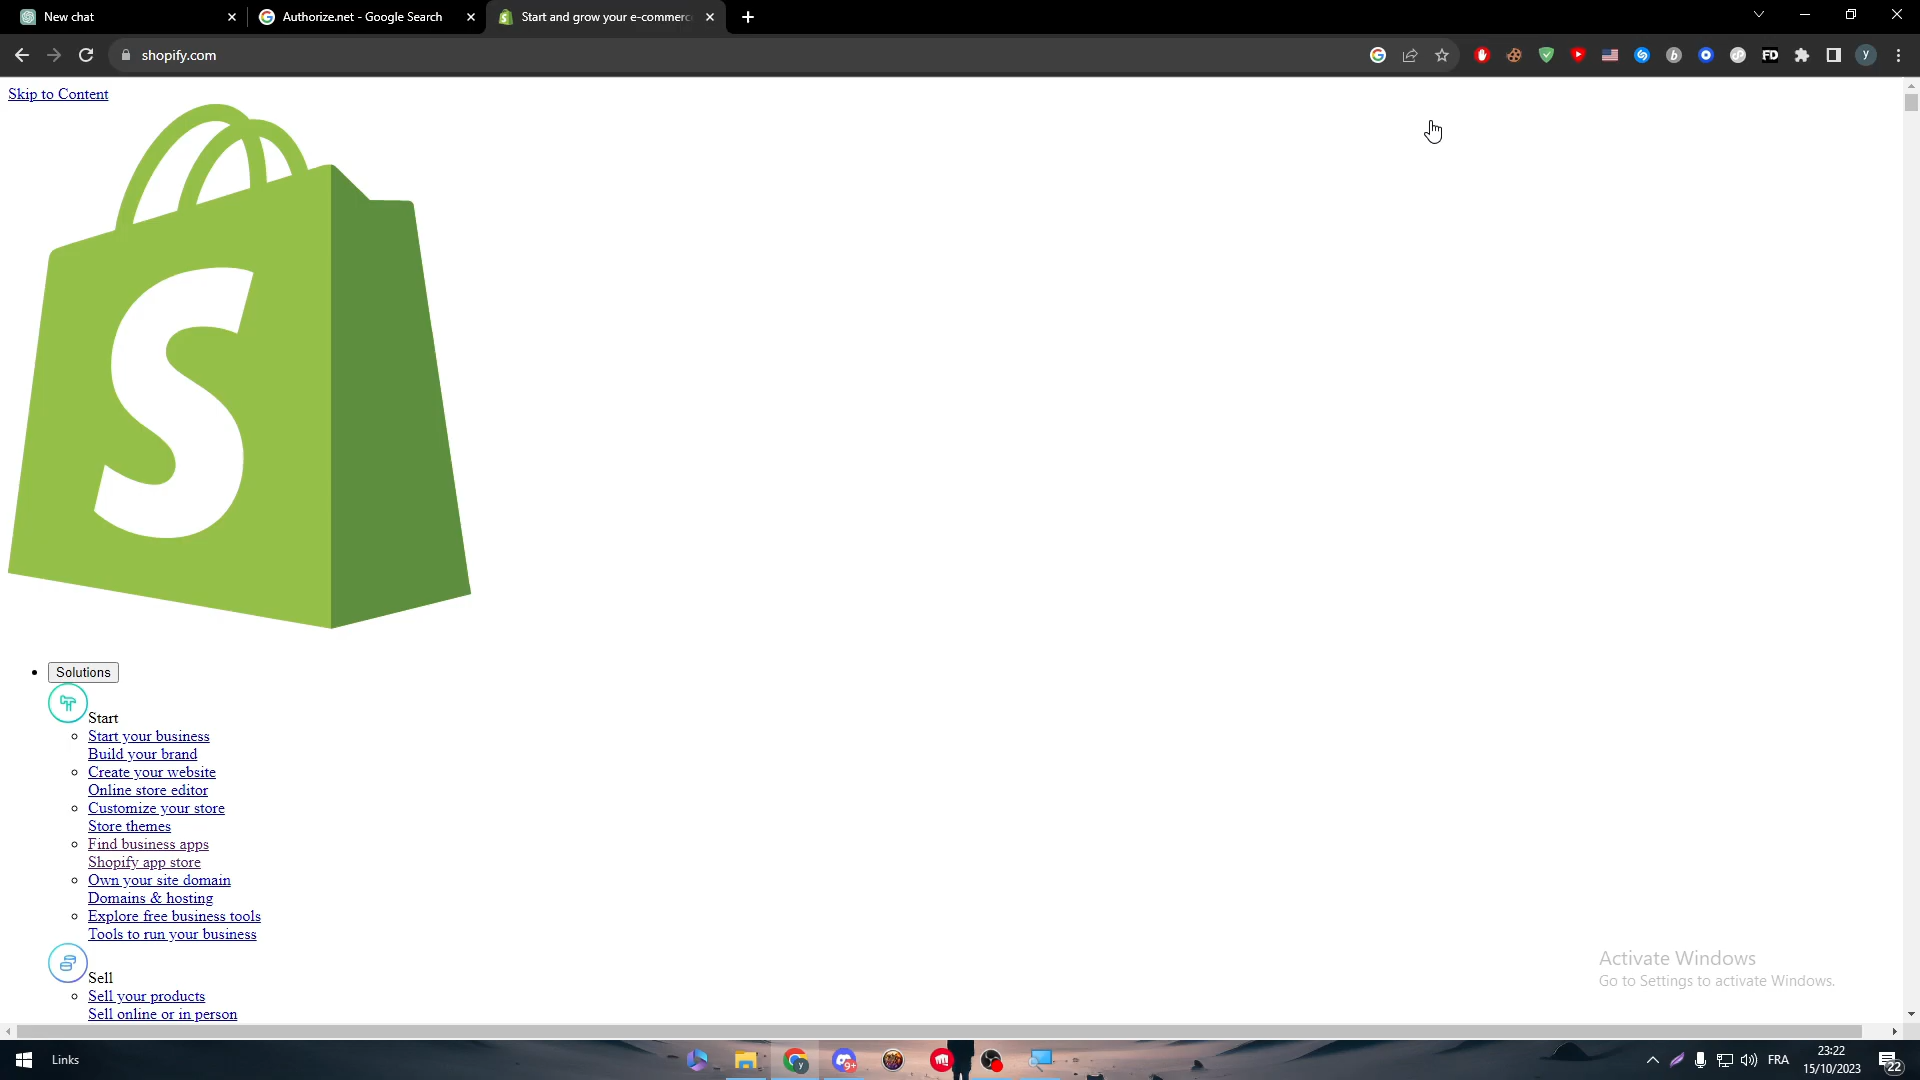 New chat
Authorize.net - Google Search
Start and grow your e-commerc
shopify.com
FD
y
Skip to Content
S
Solutions
Start
Start your business
Build your brand
Create your website
Online store editor
Customize your store
Store themes
Find business apps
Shopify app store
Own your site domain
Domains & hosting
Explore free business tools
Tools to run your business
Sell
Sell your products
Sell online or in person
Activate Windows
Go to Settings to activate Windows.
Links
y
9+
FRA
23:22
15/10/2023
22